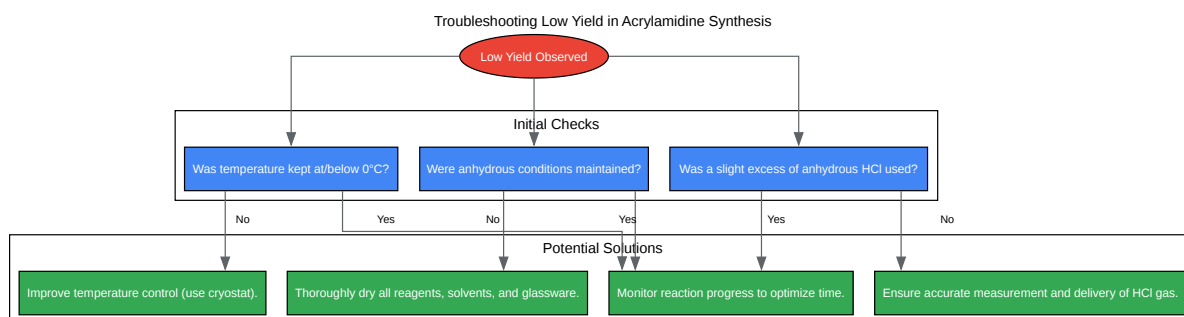 Troubleshooting Low Yield in Acrylamidine Synthesis
Low Yield Observed
Initial Checks
Was temperature kept at/below 0°C?
Were anhydrous conditions maintained?
Was a slight excess of anhydrous HCl used?
No
Yes
No
Yes
Yes
No
Potential Solutions
Improve temperature control (use cryostat).
Thoroughly dry all reagents, solvents, and glassware.
Monitor reaction progress to optimize time.
Ensure accurate measurement and delivery of HCl gas.